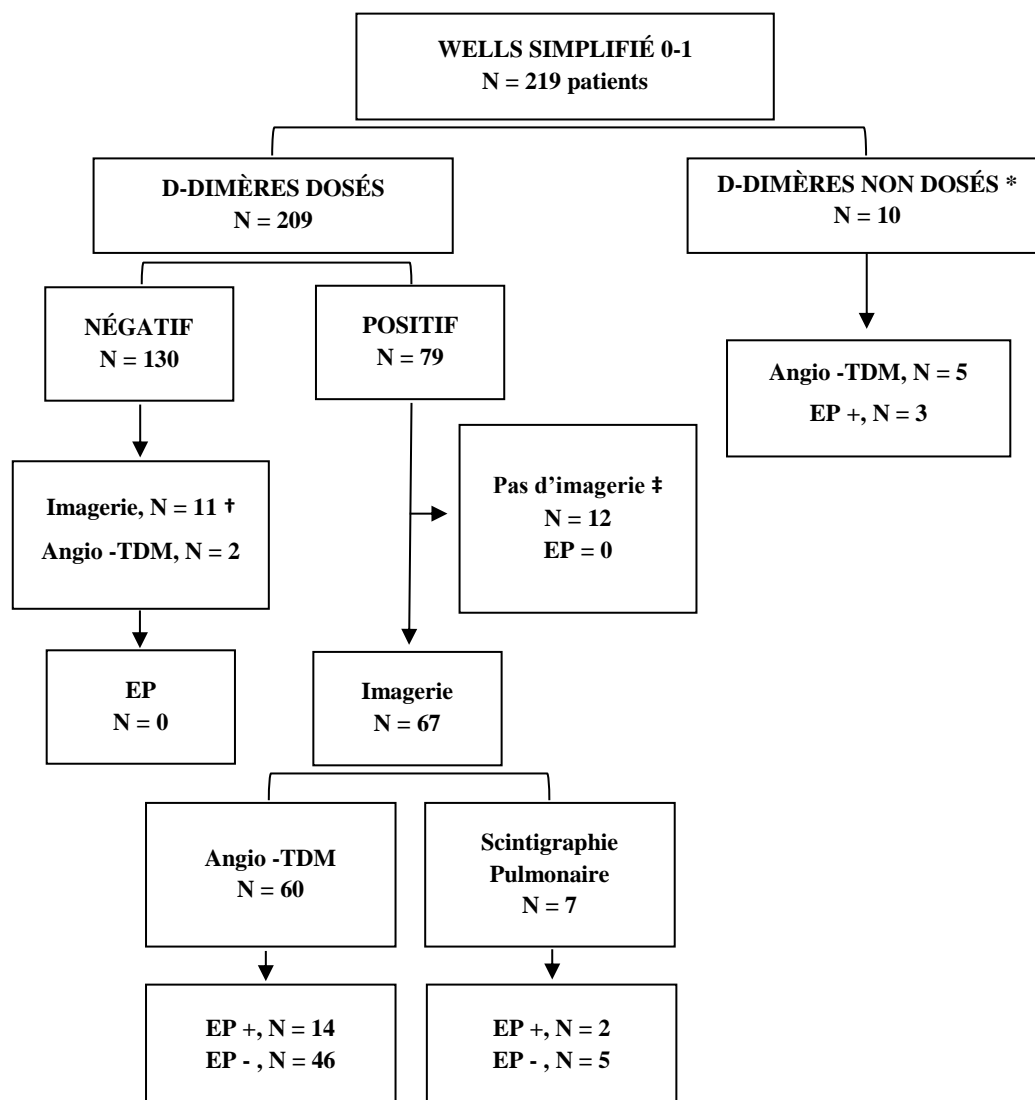 WELLS SIMPLIFIÉ 0-1
N = 219 patients
D-DIMÈRES DOSÉS
N = 209
D-DIMÈRES NON DOSÉS *
N = 10
NÉGATIF
N = 130
POSITIF
N = 79
Angio -TDM, N = 5
EP +, N = 3
Imagerie, N = 11 †
Angio -TDM, N = 2
Pas d’imagerie ‡
N = 12
EP = 0
EP
N = 0
Imagerie
N = 67
Angio -TDM
N = 60
Scintigraphie
Pulmonaire
N = 7
EP +, N = 14
EP - , N = 46
EP +, N = 2
EP - , N = 5